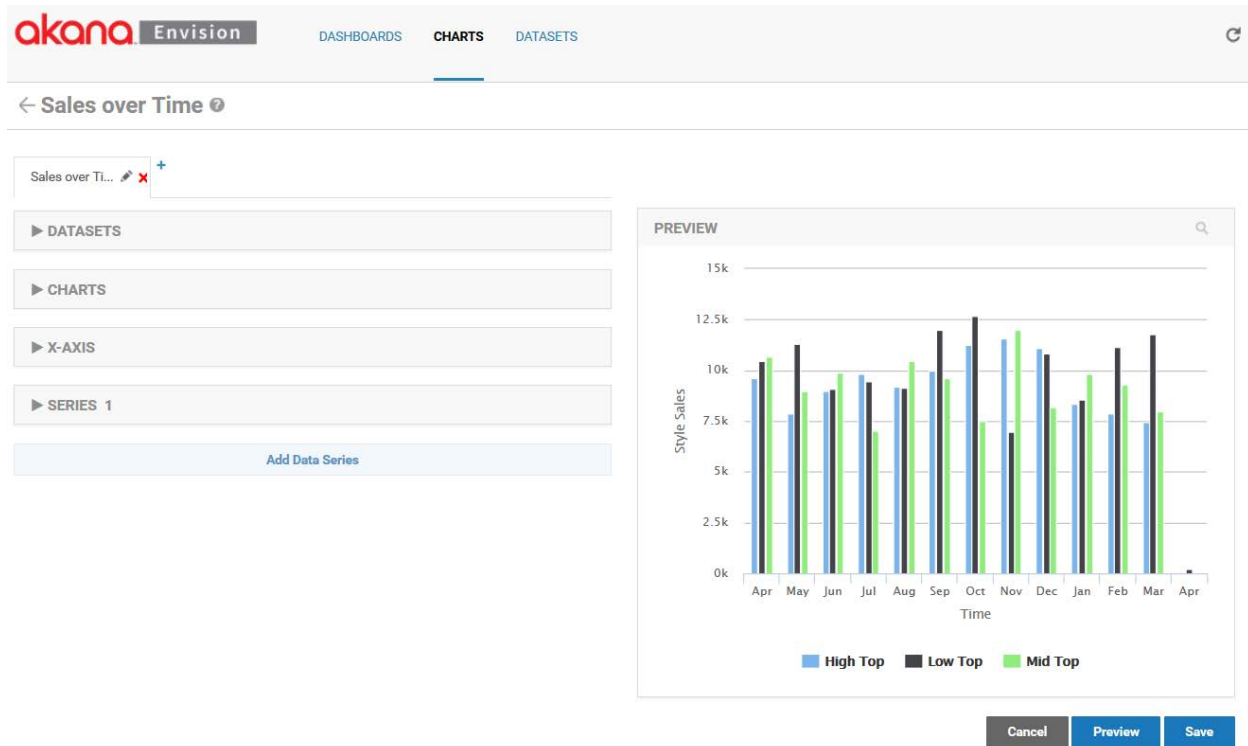 akana Envision DASHBOARDS CHARTS DATASETS
← Sales over Time ?
Sales over Ti... +
▶ DATASETS
▶ CHARTS
▶ X-AXIS
▶ SERIES 1
Add Data Series
PREVIEW
15k
12.5k
10k
7.5k
5k
2.5k
0k
Style Sales
Apr May Jun Jul Aug Sep Oct Nov Dec Jan Feb Mar Apr
Time
High Top Low Top Mid Top
Cancel Preview Save